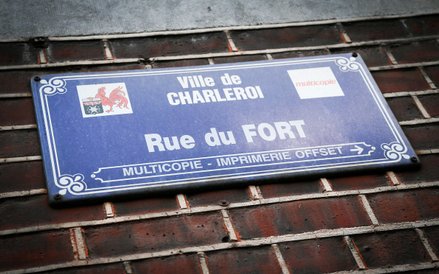 Ville de
CHARLEROI
multicopie
Rue du FORT
MULTICOPIE - IMPRIMERIE OFFSET →